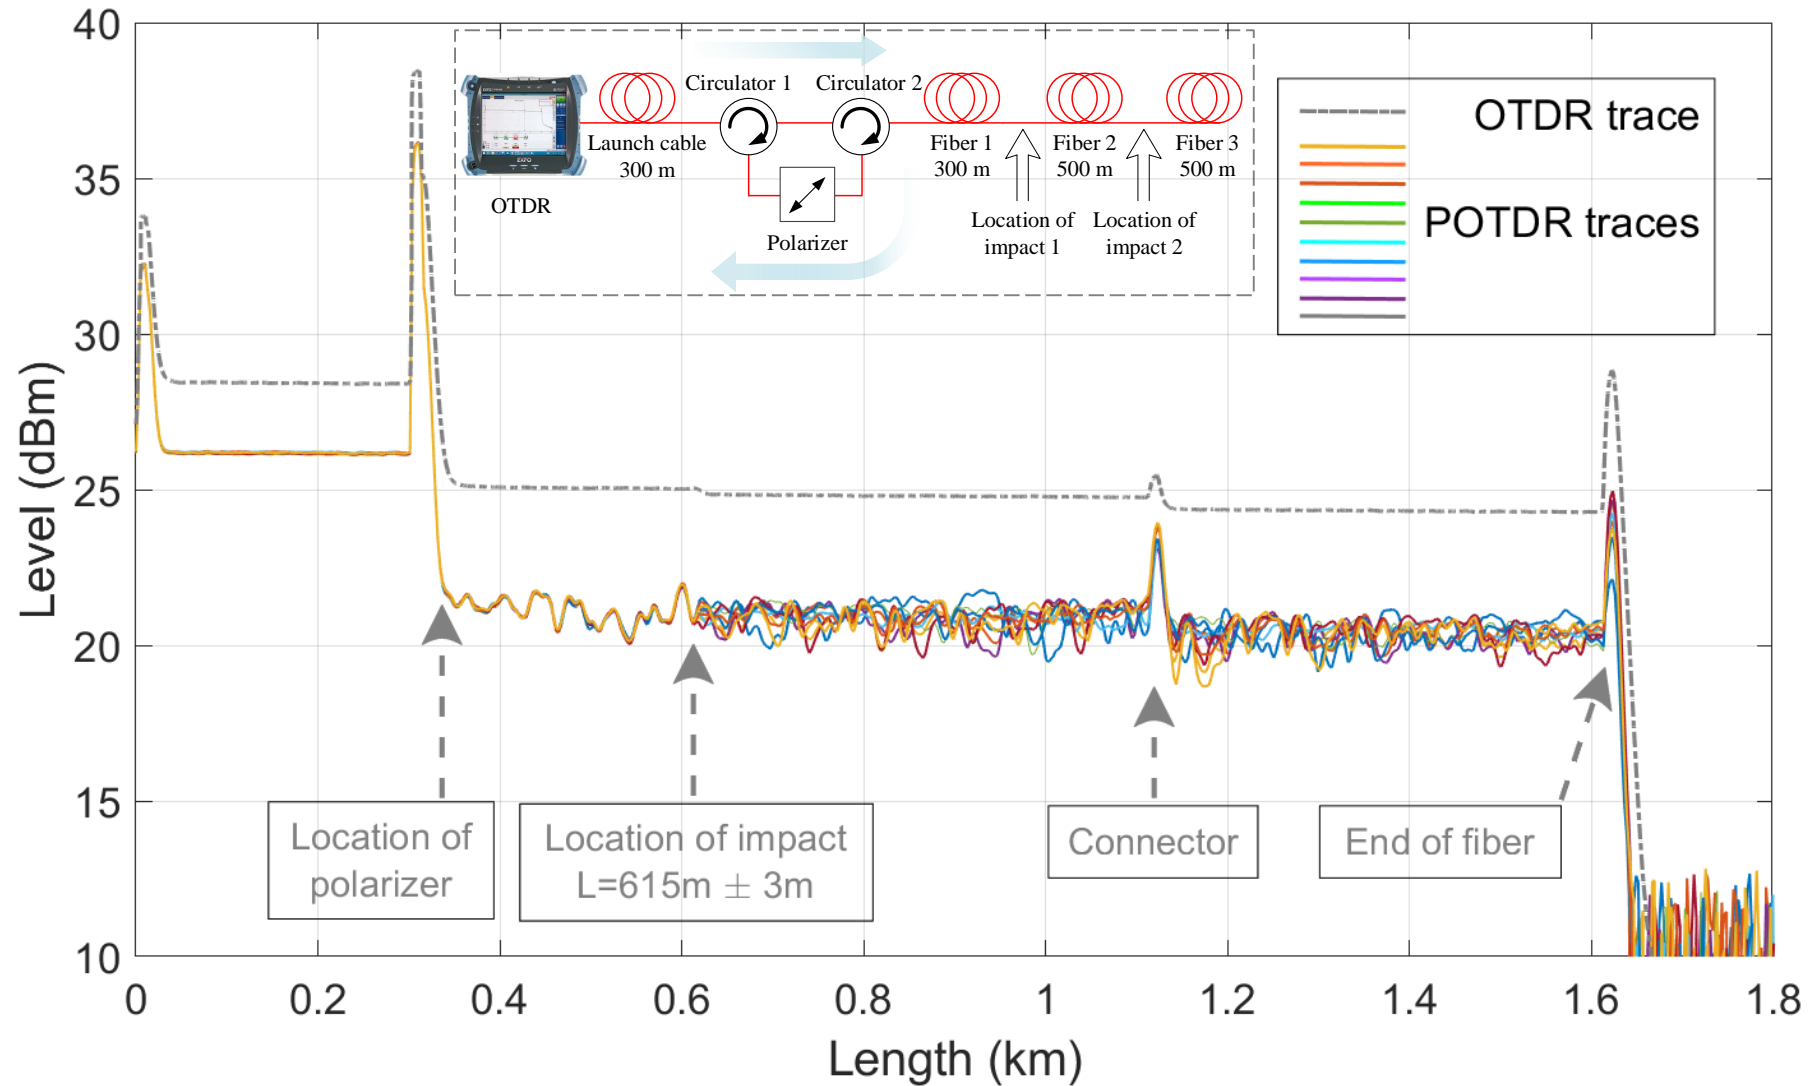 40
35
30
25
20
15
10
Level (dBm)
0
0.2
0.4
0.6
0.8
1
1.2
1.4
1.6
1.8
Length (km)
Circulator 1
Circulator 2
Launch cable
300 m
Fiber 1
300 m
Fiber 2
500 m
Fiber 3
500 m
EXFO
OTDR
Polarizer
Location of
impact 1
Location of
impact 2
OTDR trace
POTDR traces
Location of
polarizer
Location of impact
L=615m ± 3m
Connector
End of fiber